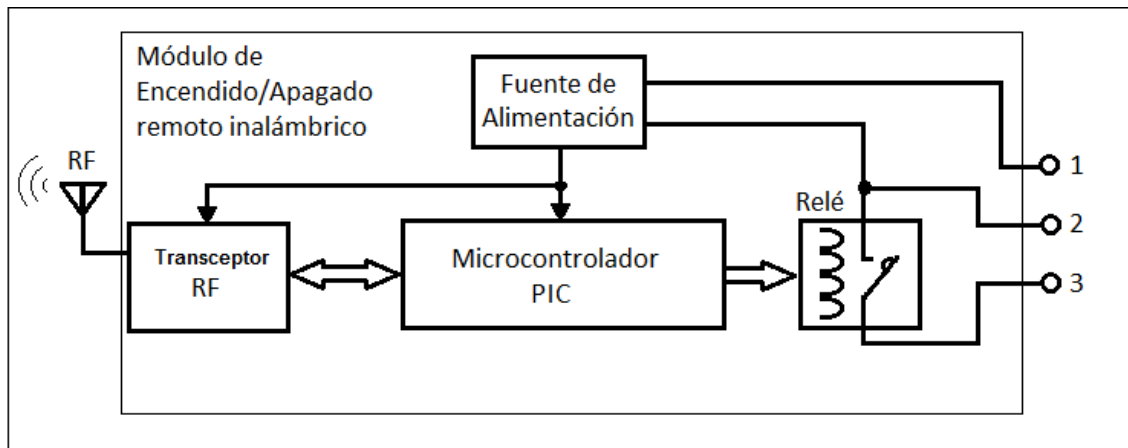 Módulo de
Encendido/Apagado
remoto inalámbrico
Fuente de
Alimentación
RF
1
Relé
2
Transceptor
RF
Microcontrolador
PIC
3